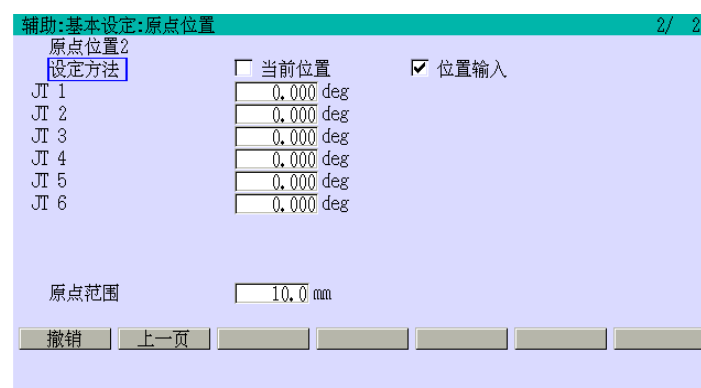 辅助:基本设定:原点位置 2/ 2
原点位置2
设定方法 当前位置 位置输入
JT 1 0.000 deg
JT 2 0.000 deg
JT 3 0.000 deg
JT 4 0.000 deg
JT 5 0.000 deg
JT 6 0.000 deg
原点范围 10.0 mm
撤销 上一页